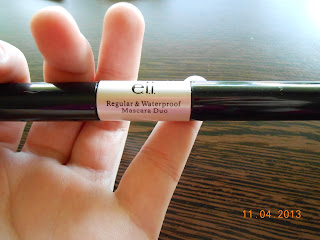 e.l.f.
Regular & Waterproof
Mascara Duo
11.04.2013